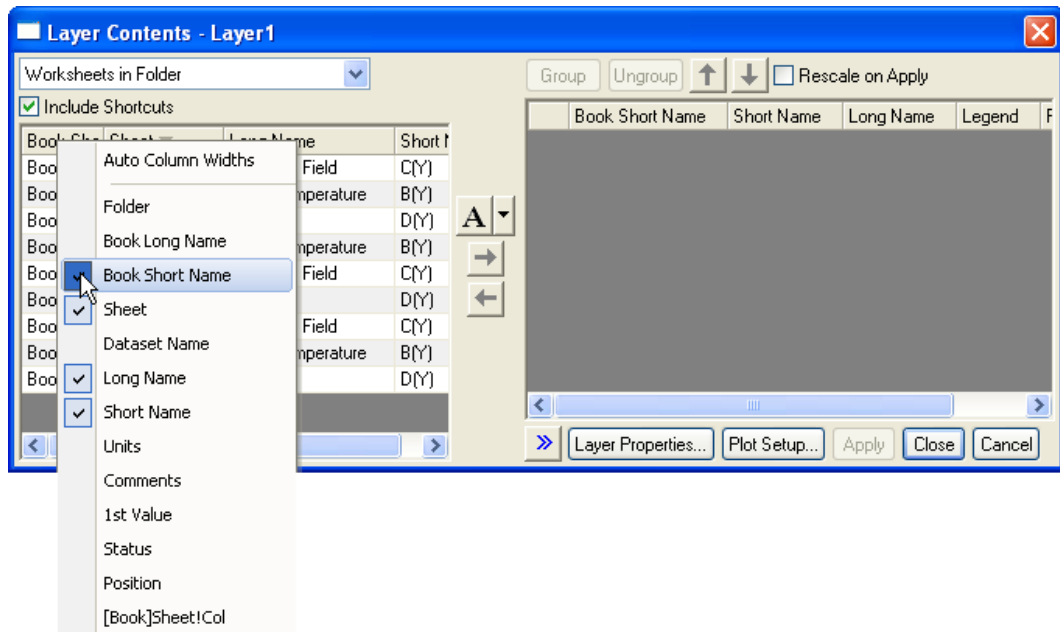 Layer Contents - Layer1
Worksheets in Folder
Include Shortcuts
Group Ungroup Rescale on Apply
Book Short Name Short Name Long Name Legend
Sheet Long Name Short
Field C(Y)
B(Y)
D(Y)
B(Y)
Field C(Y)
D(Y)
Field C(Y)
B(Y)
D(Y)
A
Auto Column Widths
Folder
Book Long Name
Book Short Name
Sheet
Dataset Name
Long Name
Short Name
Units
Comments
1st Value
Status
Position
[Book]Sheet!Col
Layer Properties... Plot Setup... Apply Close Cancel